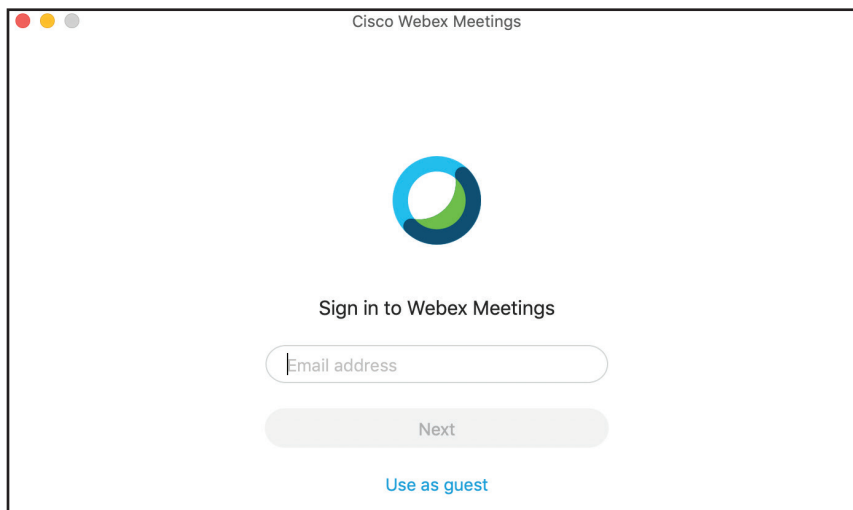 Cisco Webex Meetings
Sign in to Webex Meetings
Email address
Next
Use as guest